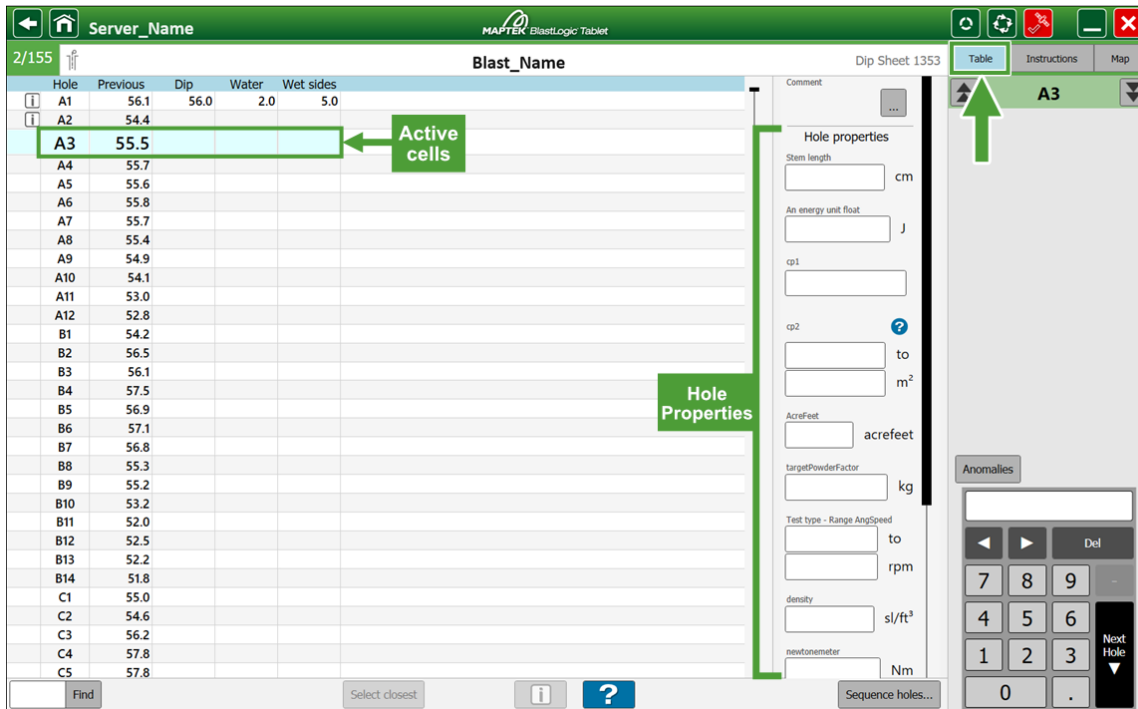 Server_Name
MAPTEK BlastLogic Tablet
2/155 Blast_Name Dip Sheet 1353 Table Instructions Map
Hole Previous Dip Water Wet sides
A1 56.1 56.0 2.0 5.0
A2 54.4
A3 55.5
A4 55.7
A5 55.6
A6 55.8
A7 55.7
A8 55.4
A9 54.9
A10 54.1
A11 53.0
A12 52.8
B1 54.2
B2 56.5
B3 56.1
B4 57.5
B5 56.9
B6 57.1
B7 56.8
B8 55.3
B9 55.2
B10 53.2
B11 52.0
B12 52.5
B13 52.2
B14 51.8
C1 55.0
C2 54.6
C3 56.2
C4 57.8
C5 57.8
Active
cells
Hole
Properties
Comment
...
Hole properties
Stem length
cm
An energy unit float
J
cp1
cp2 ?
to
m²
AcreFeet
acrefeet
targetPowderFactor
kg
Test type - Range AngSpeed
to
rpm
density
sl/ft³
newtonemeter
Nm
A3
Anomalies
Del
7 8 9 -
4 5 6
1 2 3
0 .
Next
Hole
Find Select closest i ? Sequence holes...